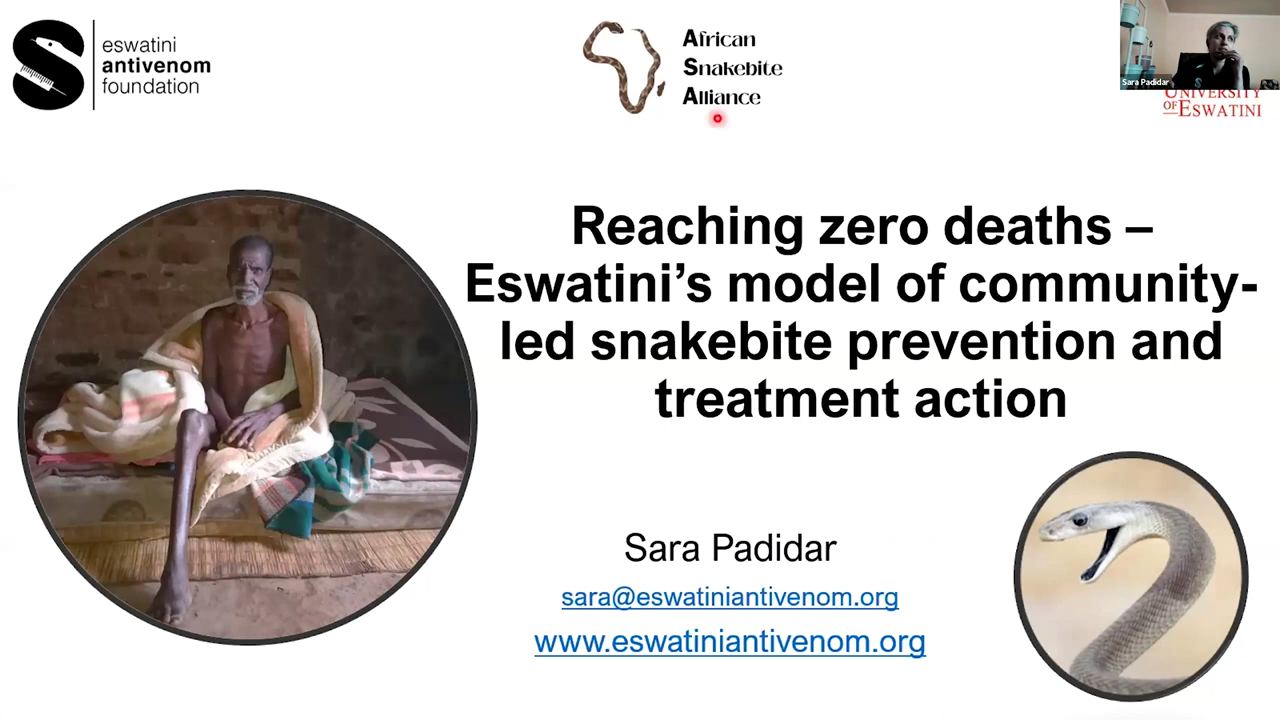 eswatini
antivenom
foundation
African
Snakebite
Alliance
Sara Padidar
UNIVERSITY
OF ESWATINI
Reaching zero deaths –
Eswatini’s model of community-
led snakebite prevention and
treatment action
Sara Padidar
sara@eswatiniantivenom.org
www.eswatiniantivenom.org